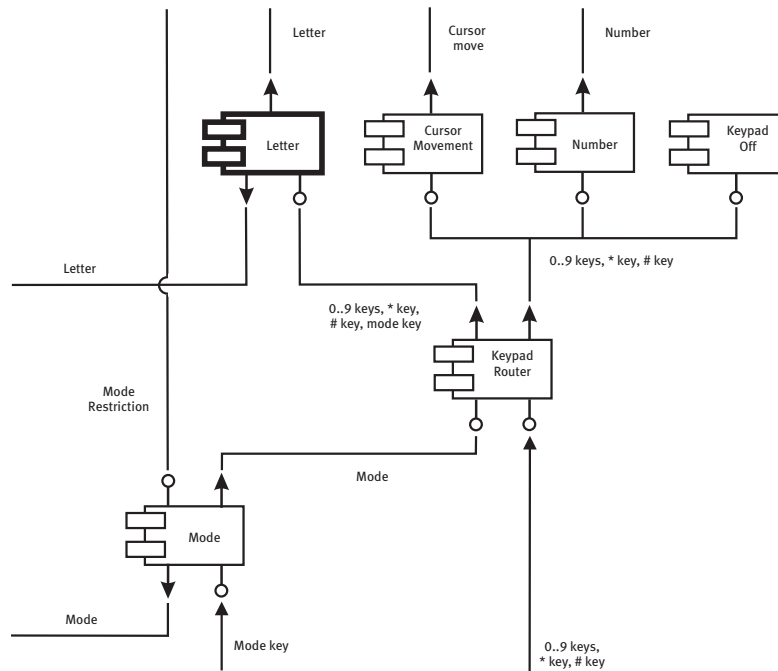 Letter
Cursor
move
Number
Letter
Cursor
Movement
Number
Keypad
Off
Letter
0..9 keys, * key, # key
0..9 keys, * key,
# key, mode key
Keypad
Router
Mode
Restriction
Mode
Mode
Mode
Mode key
0..9 keys,
* key, # key